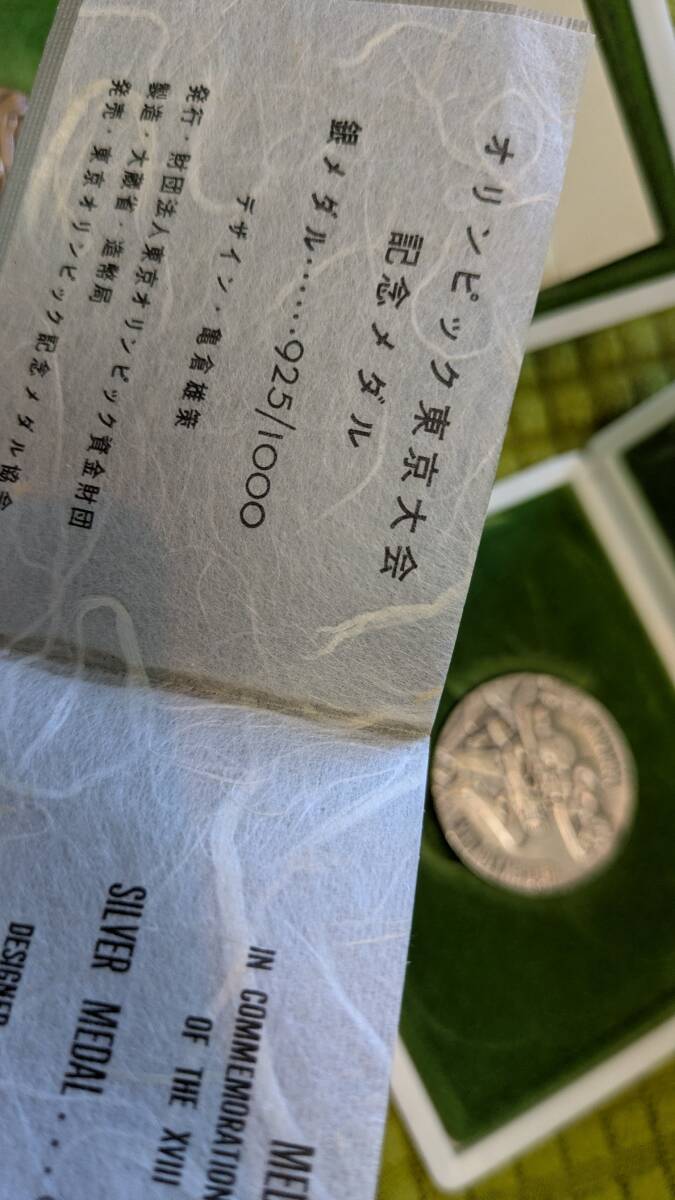 オリンピック東京大会
記念メダル
銀メダル……925/1000
デザイン・亀倉雄策
発行・財団法人東京オリンピック資金財団
製造・大蔵省・造幣局
発売・東京オリンピック記念メダル協会
IN COMMEMORATION
OF THE XVIII
SILVER MEDAL
DESIGNER